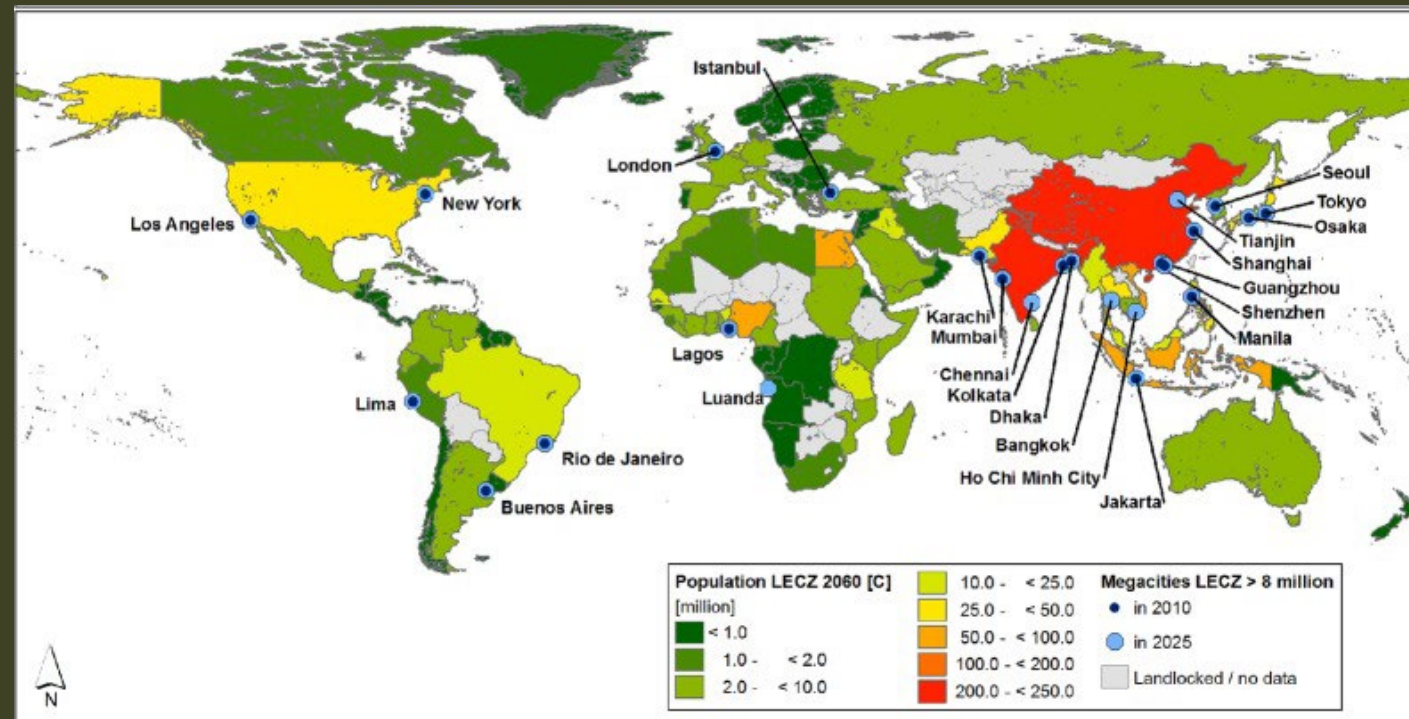 Istanbul
London
New York
Los Angeles
Seoul
Tokyo
Osaka
Tianjin
Shanghai
Guangzhou
Shenzhen
Manila
Karachi
Mumbai
Lagos
Chennai
Kolkata
Luanda
Dhaka
Lima
Bangkok
Rio de Janeiro
Ho Chi Minh City
Jakarta
Buenos Aires
Population LECZ 2060 [C]
[million]
< 1.0
1.0 - < 2.0
2.0 - < 10.0
10.0 - < 25.0
25.0 - < 50.0
50.0 - < 100.0
100.0 - < 200.0
200.0 - < 250.0
Megacities LECZ > 8 million
in 2010
in 2025
Landlocked / no data
N